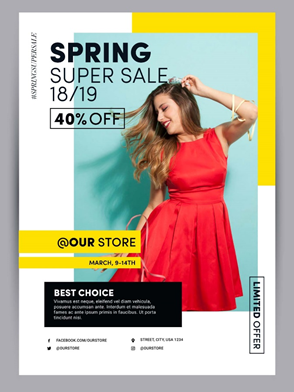 #SPRINGSUPERSALE
SPRING
SUPER SALE
18/19
40% OFF
@OUR STORE
MARCH, 9-14TH
BEST CHOICE
Vivamus est neque, eleifend vel diam vehicula,
posuere accumsan ante. Interdum et malesuada
fames ac ante ipsum in primis faucibus. Ut porta
tincidunt nisi.
LIMITED OFFER
FACEBOOK.COM/OURSTORE
STREET, CITY, USA 1234
@OURSTORE
@OURSTORE